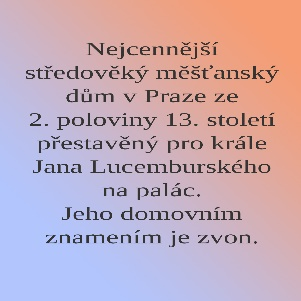 Nejcennější
středověký měšťanský
dům v Praze ze
2. poloviny 13. století
přestavěný pro krále
Jana Lucemburského
na palác.
Jeho domovním
znamením je zvon.